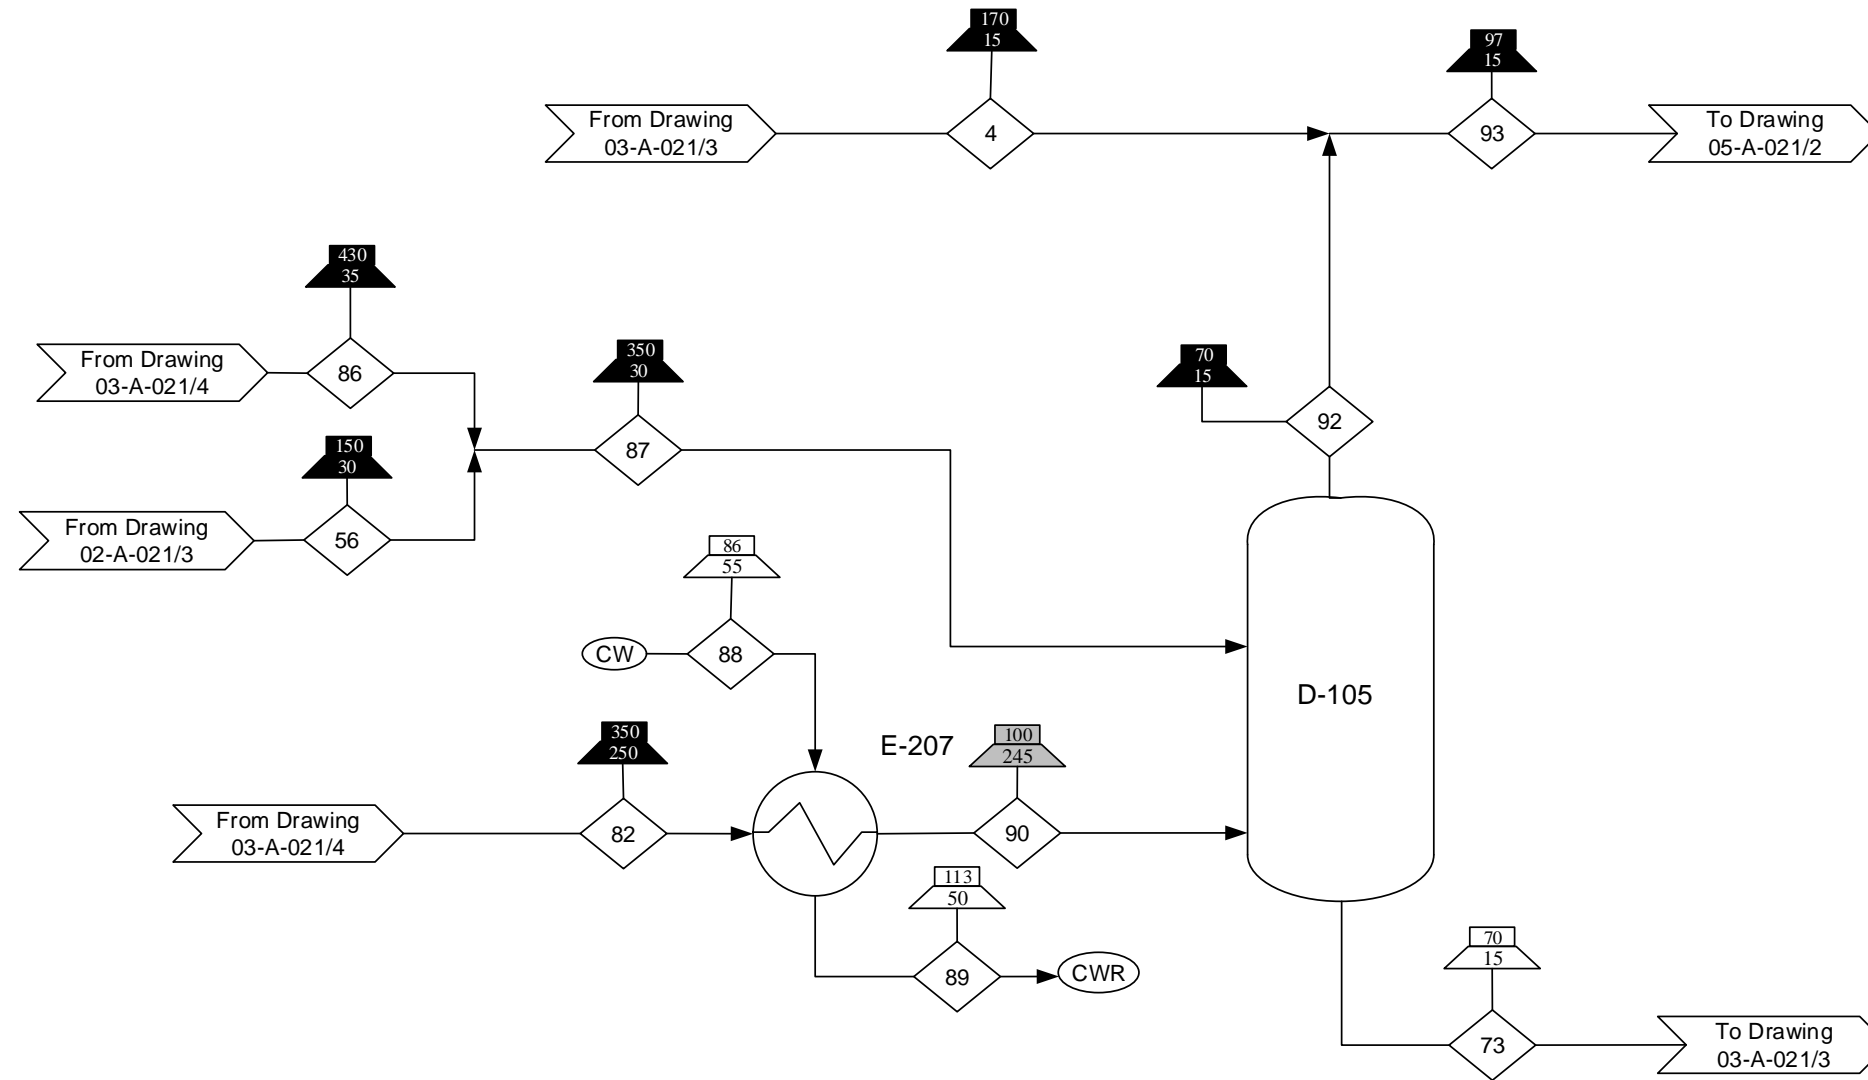 170
15
97
15
From Drawing
03-A-021/3
4
93
To Drawing
05-A-021/2
430
35
From Drawing
03-A-021/4
86
350
30
87
70
15
92
150
30
From Drawing
02-A-021/3
56
86
55
CW
88
D-105
350
250
E-207
100
245
From Drawing
03-A-021/4
82
90
113
50
89
CWR
70
15
73
To Drawing
03-A-021/3